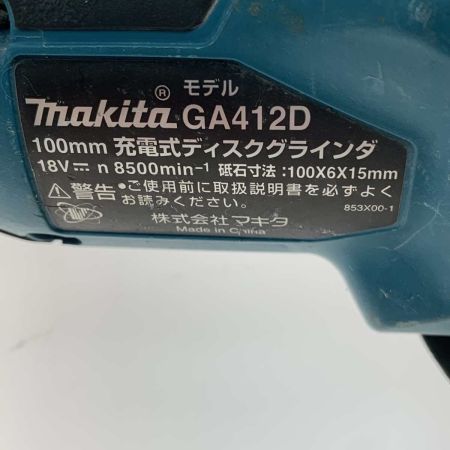 モデル
makita® GA412D
100mm 充電式ディスクグラインダ
18V⎓ n 8500min⁻¹ 砥石寸法:100X6X15mm
⚠警告 •ご使用前に取扱説明書を必ずよく
お読みください。
853X00-1
株式会社 マキタ
Made in China